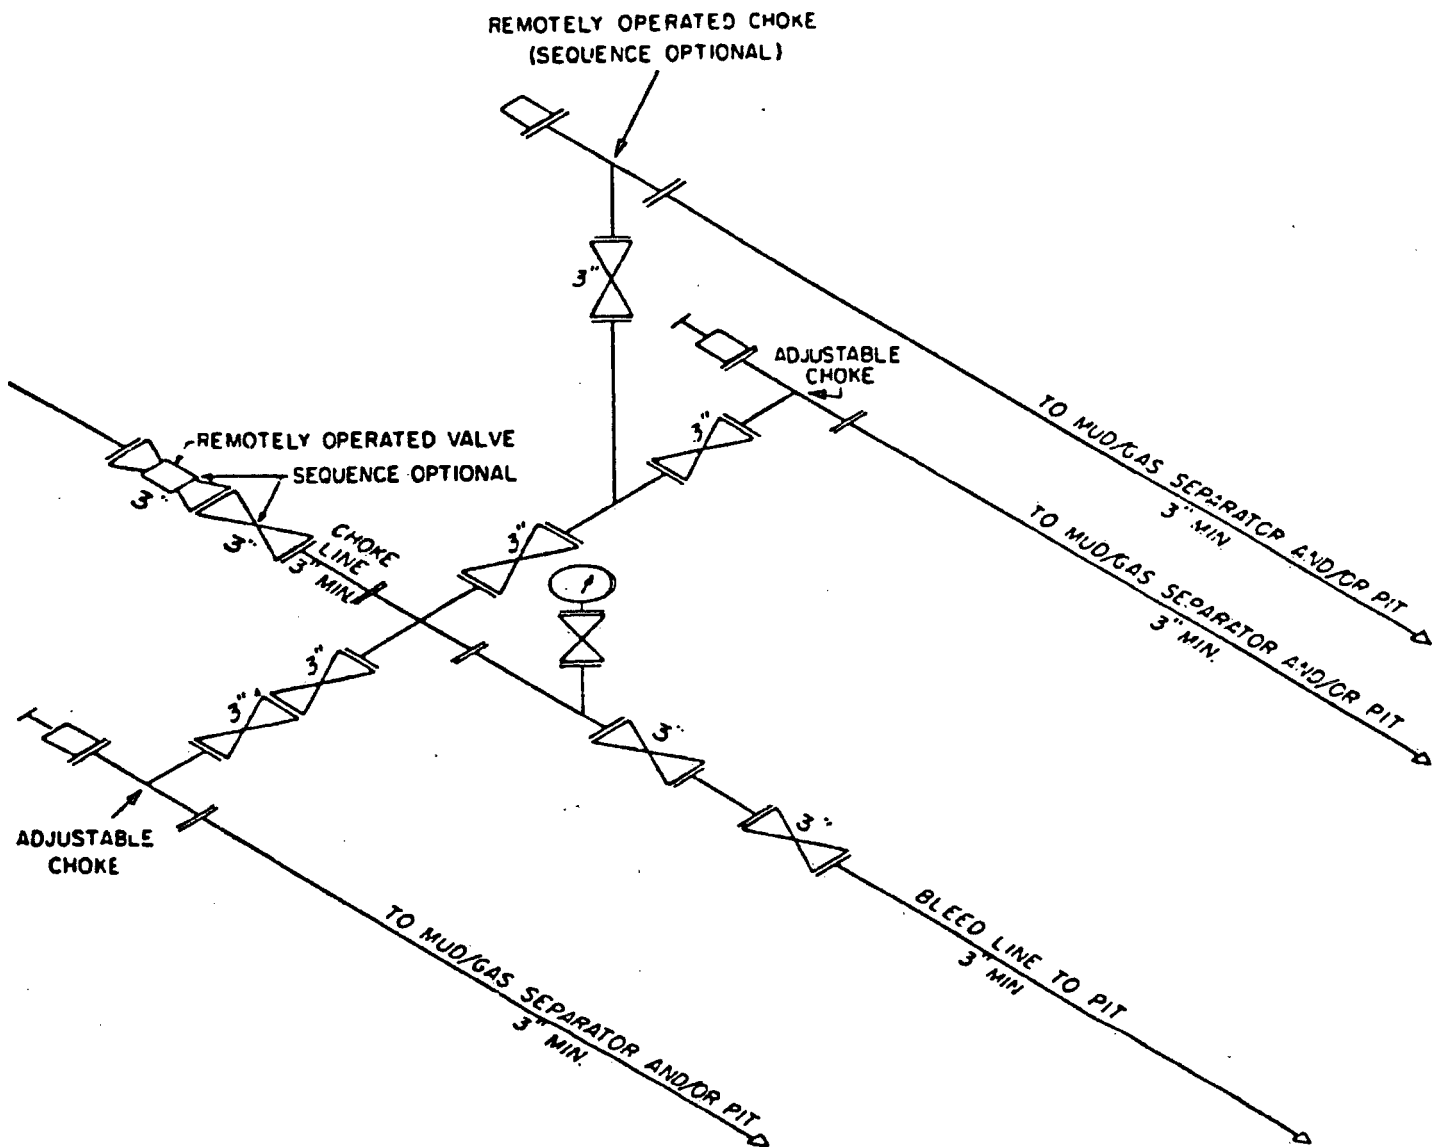 REMOTELY OPERATED CHOKE
(SEQUENCE OPTIONAL)
3"
ADJUSTABLE
CHOKE
3"
TO MUD/GAS SEPARATOR AND/OR PIT
3" MIN.
REMOTELY OPERATED VALVE
SEQUENCE OPTIONAL
3"
3"
CHOKE
LINE
3" MIN.
3"
TO MUD/GAS SEPARATOR AND/OR PIT
3" MIN.
3"
3"
3"
3"
ADJUSTABLE
CHOKE
BLEED LINE TO PIT
3" MIN
TO MUD/GAS SEPARATOR AND/OR PIT
3" MIN.